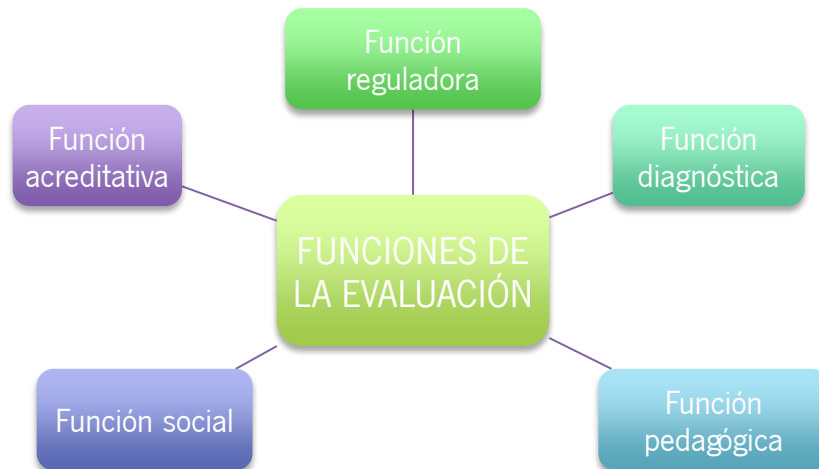 Función
reguladora
Función
acreditativa
Función
diagnóstica
FUNCIONES DE
LA EVALUACIÓN
Función social
Función
pedagógica